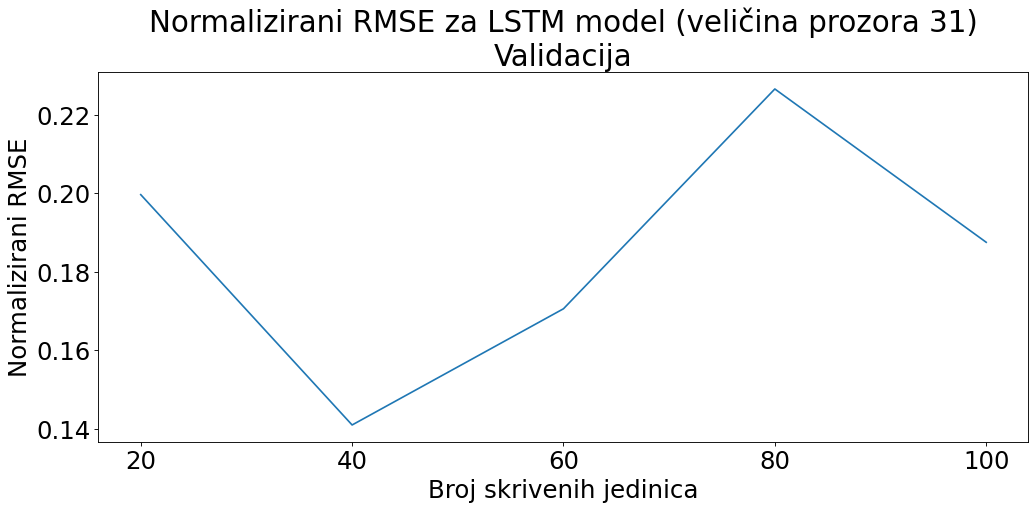 Normalizirani RMSE za LSTM model (veličina prozora 31)
Validacija
Normalizirani RMSE
0.22
0.20
0.18
0.16
0.14
20 40 60 80 100
Broj skrivenih jedinica